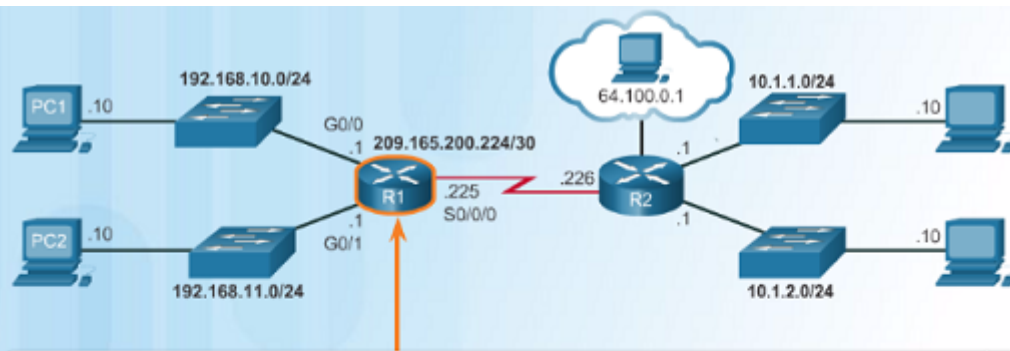 192.168.10.0/24
PC1
.10
G0/0
.1
209.165.200.224/30
R1
.225
S0/0/0
.1
G0/1
PC2
.10
192.168.11.0/24
64.100.0.1
.226
R2
.1
10.1.1.0/24
.10
.1
10.1.2.0/24
.10